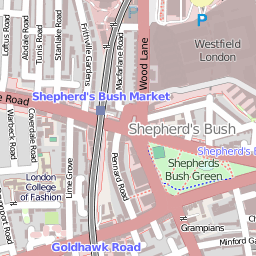 Loftus Road
Abdale Road
Tunis Road
Stanlake Road
Frithville Gardens
Macfarlane Road
Wood Lane
P
Westfield
London
Shepherd's Bush Market
e Road
Shepherd's Bush
Shepherd's B
Warbeck Road
Coverdale Road
Lime Grove
Pennard Road
Shepherds
Bush Green
London
College
of Fashion
Goldhawk Road
Grampians
Minford Gar